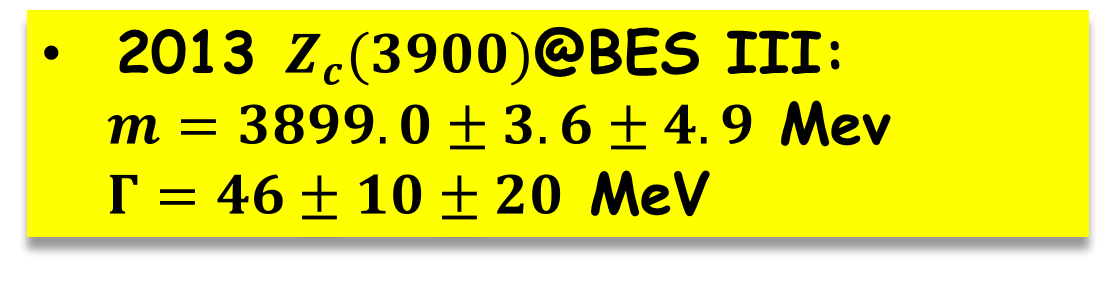 • 2013 Z_c(3900)@BES III:
m = 3899.0 ± 3.6 ± 4.9 Mev
Γ = 46 ± 10 ± 20 MeV